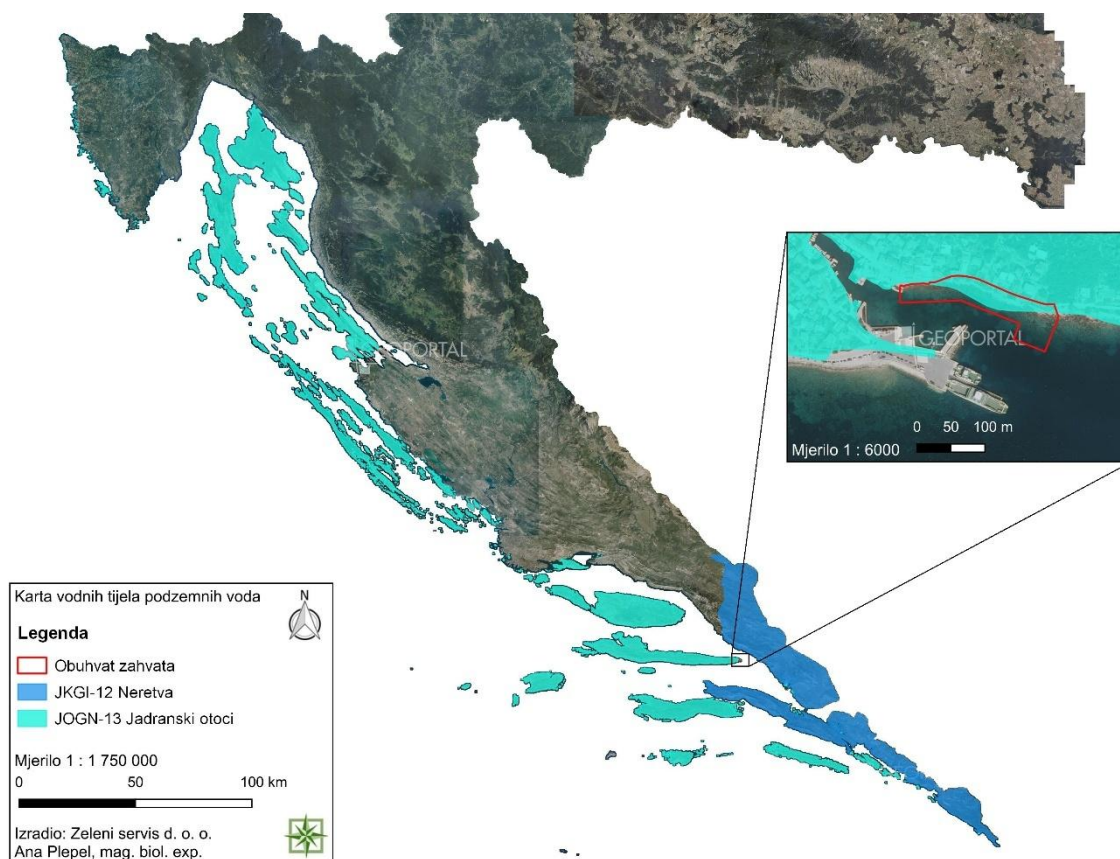 GEOPORTAL
0 50 100 m
Mjerilo 1 : 6000
Karta vodnih tijela podzemnih voda
N
Legenda
Obuhvat zahvata
JKGI-12 Neretva
JOGN-13 Jadranski otoci
Mjerilo 1 : 1 750 000
0 50 100 km
Izradio: Zeleni servis d. o. o.
Ana Plepel, mag. biol. exp.